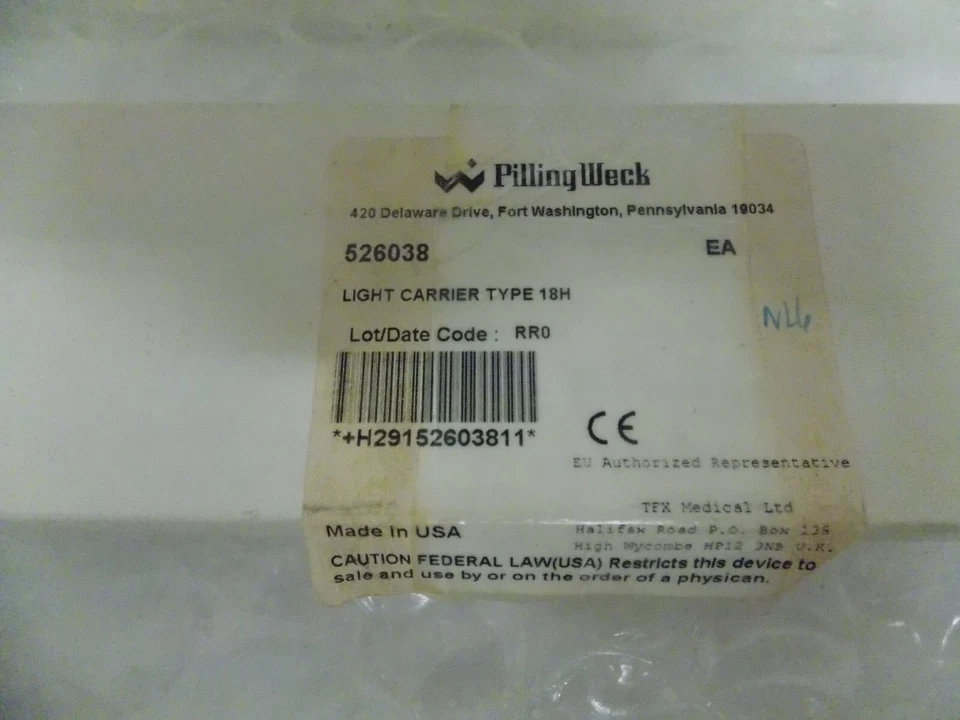 PillingWeck
420 Delaware Drive, Fort Washington, Pennsylvania 19034
526038 EA
LIGHT CARRIER TYPE 18H
Lot/Date Code : RR0
*+H29152603811*
CE
EU Authorized Representative
TFX Medical Ltd
Halifax Road P.O. Box
High Wycombe HP12 3NB U.K.
Made in USA
CAUTION FEDERAL LAW(USA) Restricts this device to
sale and use by or on the order of a physican.